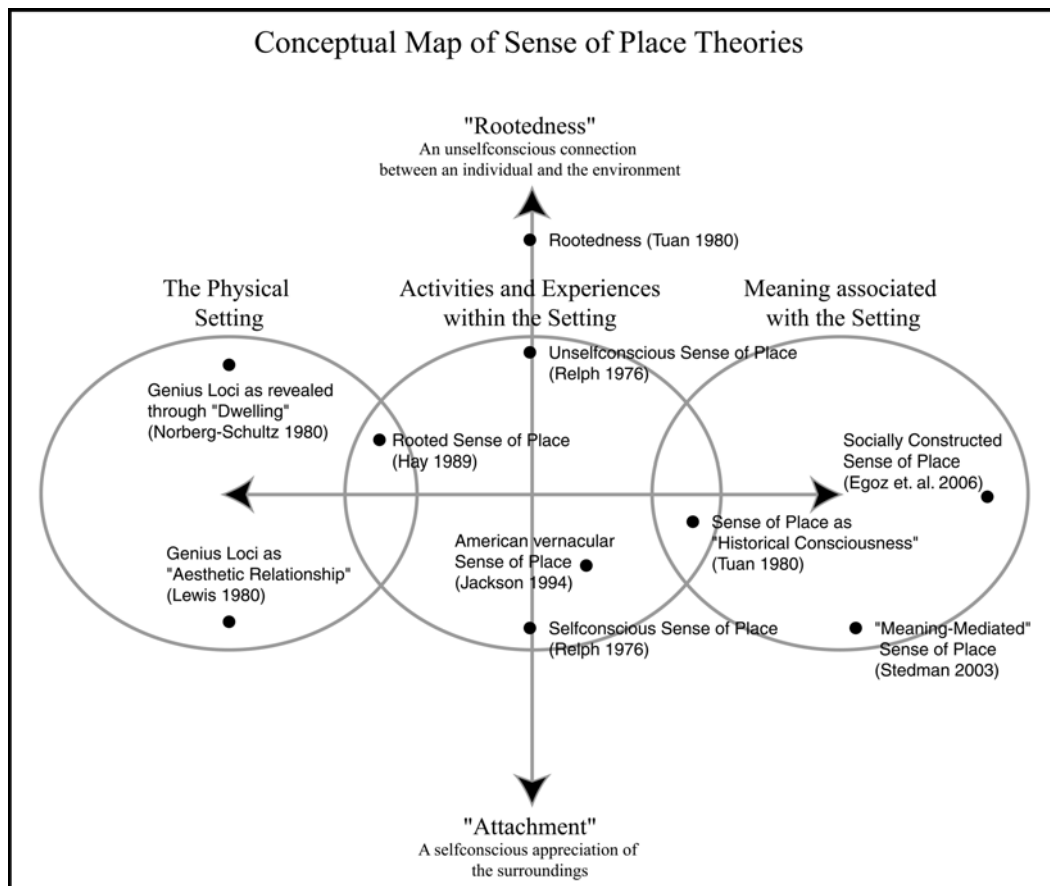 Conceptual Map of Sense of Place Theories
"Rootedness"
An unselfconscious connection
between an individual and the environment
Rootedness (Tuan 1980)
The Physical
Setting
Activities and Experiences
within the Setting
Meaning associated
with the Setting
Genius Loci as revealed
through "Dwelling"
(Norberg-Schultz 1980)
Unselfconscious Sense of Place
(Relph 1976)
Rooted Sense of Place
(Hay 1989)
Socially Constructed
Sense of Place
(Egoz et. al. 2006)
Genius Loci as
"Aesthetic Relationship"
(Lewis 1980)
American vernacular
Sense of Place
(Jackson 1994)
Sense of Place as
"Historical Consciousness"
(Tuan 1980)
Selfconscious Sense of Place
(Relph 1976)
"Meaning-Mediated"
Sense of Place
(Stedman 2003)
"Attachment"
A selfconscious appreciation of
the surroundings